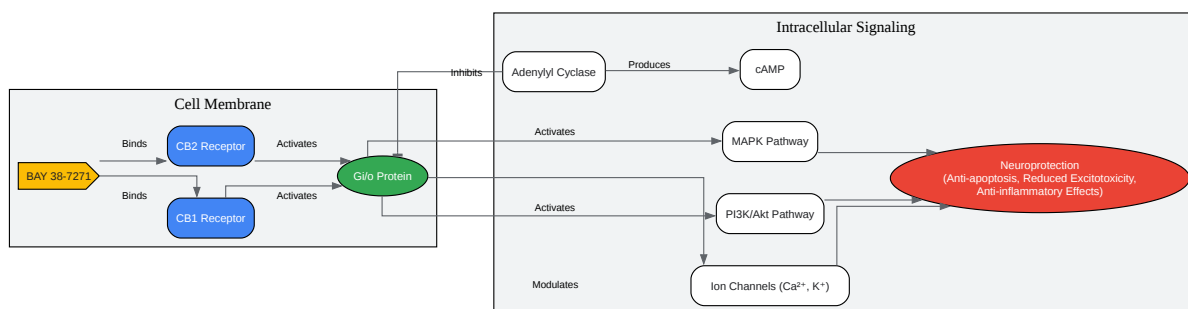 Intracellular Signaling
Adenylyl Cyclase
Produces
cAMP
Inhibits
Cell Membrane
Binds
CB2 Receptor
Activates
Activates
MAPK Pathway
BAY 38-7271
Gi/o Protein
Neuroprotection
(Anti-apoptosis, Reduced Excitotoxicity,
Anti-inflammatory Effects)
Binds
CB1 Receptor
Activates
Activates
PI3K/Akt Pathway
Modulates
Ion Channels (Ca²⁺, K⁺)